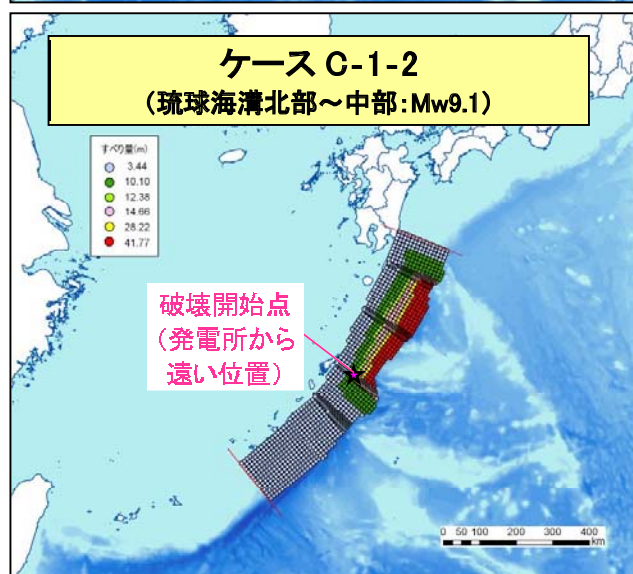 ケース C-1-2
（琉球海溝北部～中部：Mw9.1）
すべり量(m)
3.44
10.10
12.38
14.66
28.22
41.77
破壊開始点
（発電所から
遠い位置）
0 50 100 200 300 400
km